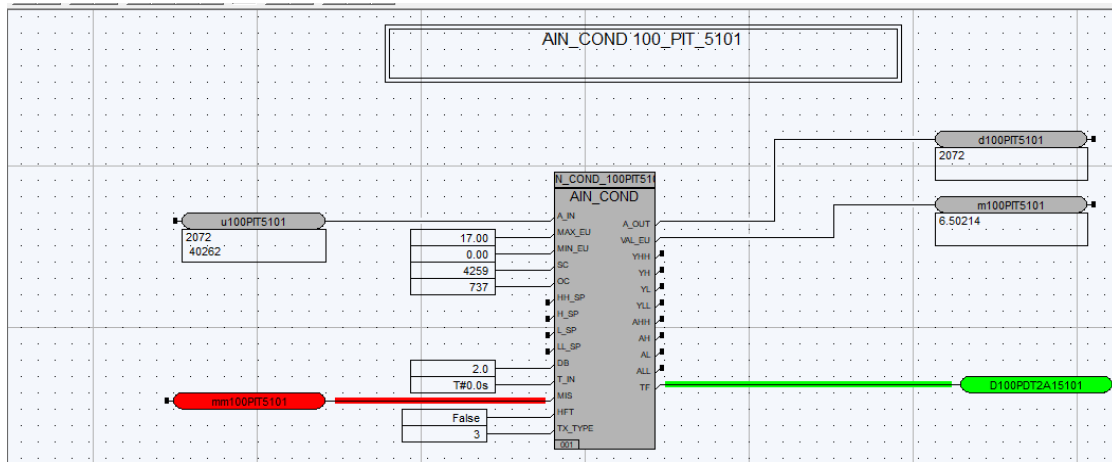 AIN_COND 100_PIT_5101
d100PIT5101
2072
N_COND_100PIT510
AIN_COND
m100PIT5101
6.50214
u100PIT5101
2072
40262
A_IN
MAX_EU
MIN_EU
SC
OC
HH_SP
H_SP
L_SP
LL_SP
DB
T_IN
MIS
HFT
TX_TYPE
001
17.00
0.00
4259
737
2.0
T#0.0s
False
3
A_OUT
VAL_EU
YHH
YH
YL
YLL
AHH
AH
AL
ALL
TF
mm100PIT5101
D100PDT2A15101